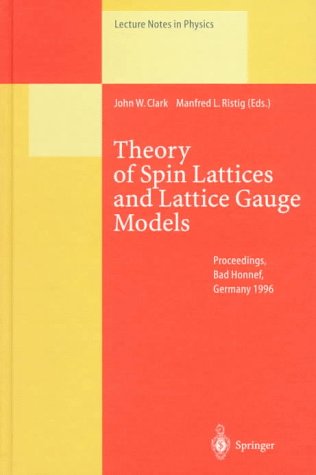 Lecture Notes in Physics
John W. Clark Manfred L. Ristig (Eds.)
Theory
of Spin Lattices
and Lattice Gauge
Models
Proceedings,
Bad Honnef,
Germany 1996
Springer